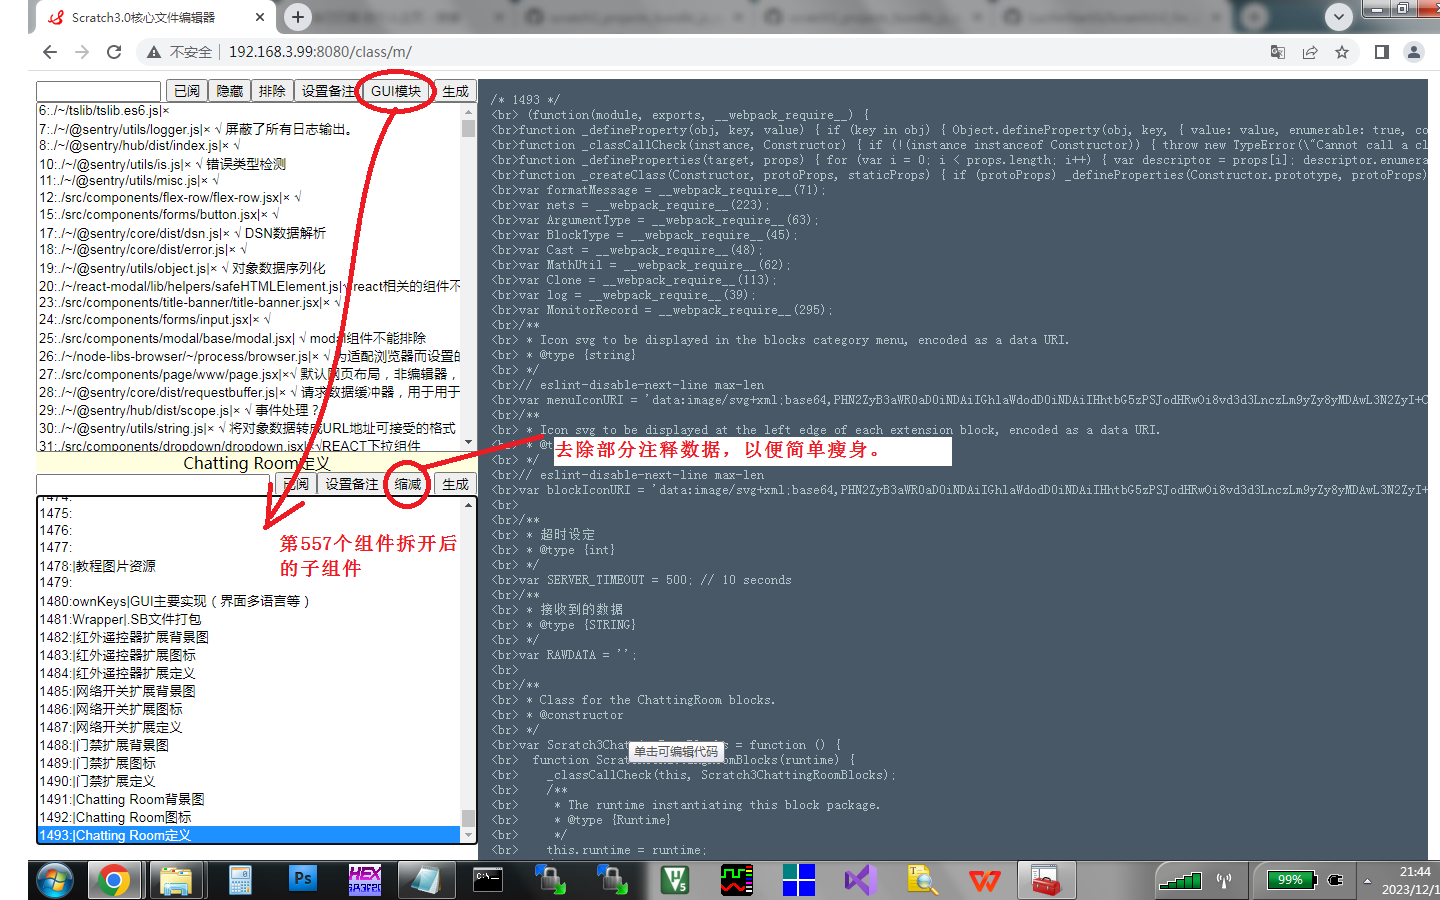 Scratch3.0核心文件编辑器
不安全 192.168.3.99:8080/class/m/
已阅 隐藏 排除 设置备注 GUI模块 生成
6:./~/tslib/tslib.es6.js|×
7:./~/@sentry/utils/logger.js|× √ 屏蔽了所有日志输出。
8:./~/@sentry/hub/dist/index.js|× √
10:./~/@sentry/utils/is.js|× √ 错误类型检测
11:./~/@sentry/utils/misc.js|× √
12:./src/components/flex-row/flex-row.jsx|× √
15:./src/components/forms/button.jsx|× √
17:./~/@sentry/core/dist/dsn.js|× √ DSN数据解析
18:./~/@sentry/core/dist/error.js|× √
19:./~/@sentry/utils/object.js|× √ 对象数据序列化
20:./~/react-modal/lib/helpers/safeHTMLElement.js|√ react相关的组件不
23:./src/components/title-banner/title-banner.jsx|× √
24:./src/components/forms/input.jsx|× √
25:./src/components/modal/base/modal.jsx| √ modal组件不能排除
26:./~/node-libs-browser/~/process/browser.js|× √ 为适配浏览器而设置的
27:./src/components/page/www/page.jsx|×√ 默认网页布局，非编辑器，
28:./~/@sentry/core/dist/requestbuffer.js|× √ 请求数据缓冲器，用于用于
29:./~/@sentry/hub/dist/scope.js|× √ 事件处理？
30:./~/@sentry/utils/string.js|× √ 将对象数据转成URL地址可接受的格式
31:./src/components/dropdown/dropdown.jsx|× √REACT下拉组件
Chatting Room定义
已阅 设置备注 缩减 生成
1474:
1475:
1476:
1477:
1478:|教程图片资源
1479:
1480:ownKeys|GUI主要实现（界面多语言等）
1481:Wrapper|.SB文件打包
1482:|红外遥控器扩展背景图
1483:|红外遥控器扩展图标
1484:|红外遥控器扩展定义
1485:|网络开关扩展背景图
1486:|网络开关扩展图标
1487:|网络开关扩展定义
1488:|门禁扩展背景图
1489:|门禁扩展图标
1490:|门禁扩展定义
1491:|Chatting Room背景图
1492:|Chatting Room图标
1493:|Chatting Room定义
第557个组件拆开后
的子组件
/* 1493 */
<br> (function(module, exports, __webpack_require__) {
<br>function _defineProperty(obj, key, value) { if (key in obj) { Object.defineProperty(obj, key, { value: value, enumerable: true, co
<br>function _classCallCheck(instance, Constructor) { if (!(instance instanceof Constructor)) { throw new TypeError(\"Cannot call a cl
<br>function _defineProperties(target, props) { for (var i = 0; i < props.length; i++) { var descriptor = props[i]; descriptor.enumera
<br>function _createClass(Constructor, protoProps, staticProps) { if (protoProps) _defineProperties(Constructor.prototype, protoProps)
<br>var formatMessage = __webpack_require__(71);
<br>var nets = __webpack_require__(223);
<br>var ArgumentType = __webpack_require__(63);
<br>var BlockType = __webpack_require__(45);
<br>var Cast = __webpack_require__(48);
<br>var MathUtil = __webpack_require__(62);
<br>var Clone = __webpack_require__(113);
<br>var log = __webpack_require__(39);
<br>var MonitorRecord = __webpack_require__(295);
<br>/**
<br> * Icon svg to be displayed in the blocks category menu, encoded as a data URI.
<br> * @type {string}
<br> */
<br>// eslint-disable-next-line max-len
<br>var menuIconURI = 'data:image/svg+xml;base64,PHN2ZyB3aWR0aD0iNDAiIGhlaWdodD0iNDAiIHhtbG5zPSJodHRwOi8vd3d3LnczLm9yZy8yMDAwL3N2ZyI+C
<br>/**
<br> * Icon svg to be displayed at the left edge of each extension block, encoded as a data URI.
<br> * @t
去除部分注释数据，以便简单瘦身。
<br> */
<br>// eslint-disable-next-line max-len
<br>var blockIconURI = 'data:image/svg+xml;base64,PHN2ZyB3aWR0aD0iNDAiIGhlaWdodD0iNDAiIHhtbG5zPSJodHRwOi8vd3d3LnczLm9yZy8yMDAwL3N2ZyI+
<br>
<br>/**
<br> * 超时设定
<br> * @type {int}
<br> */
<br>var SERVER_TIMEOUT = 500; // 10 seconds
<br>/**
<br> * 接收到的数据
<br> * @type {STRING}
<br> */
<br>var RAWDATA = '';
<br>
<br>/**
<br> * Class for the ChattingRoom blocks.
<br> * @constructor
<br> */
<br>var Scratch3Chat = function () {
单击可编辑代码
<br> function Scr omBlocks(runtime) {
<br> _classCallCheck(this, Scratch3ChattingRoomBlocks);
<br> /**
<br> * The runtime instantiating this block package.
<br> * @type {Runtime}
<br> */
<br> this.runtime = runtime;
99%
21:44
2023/12/1